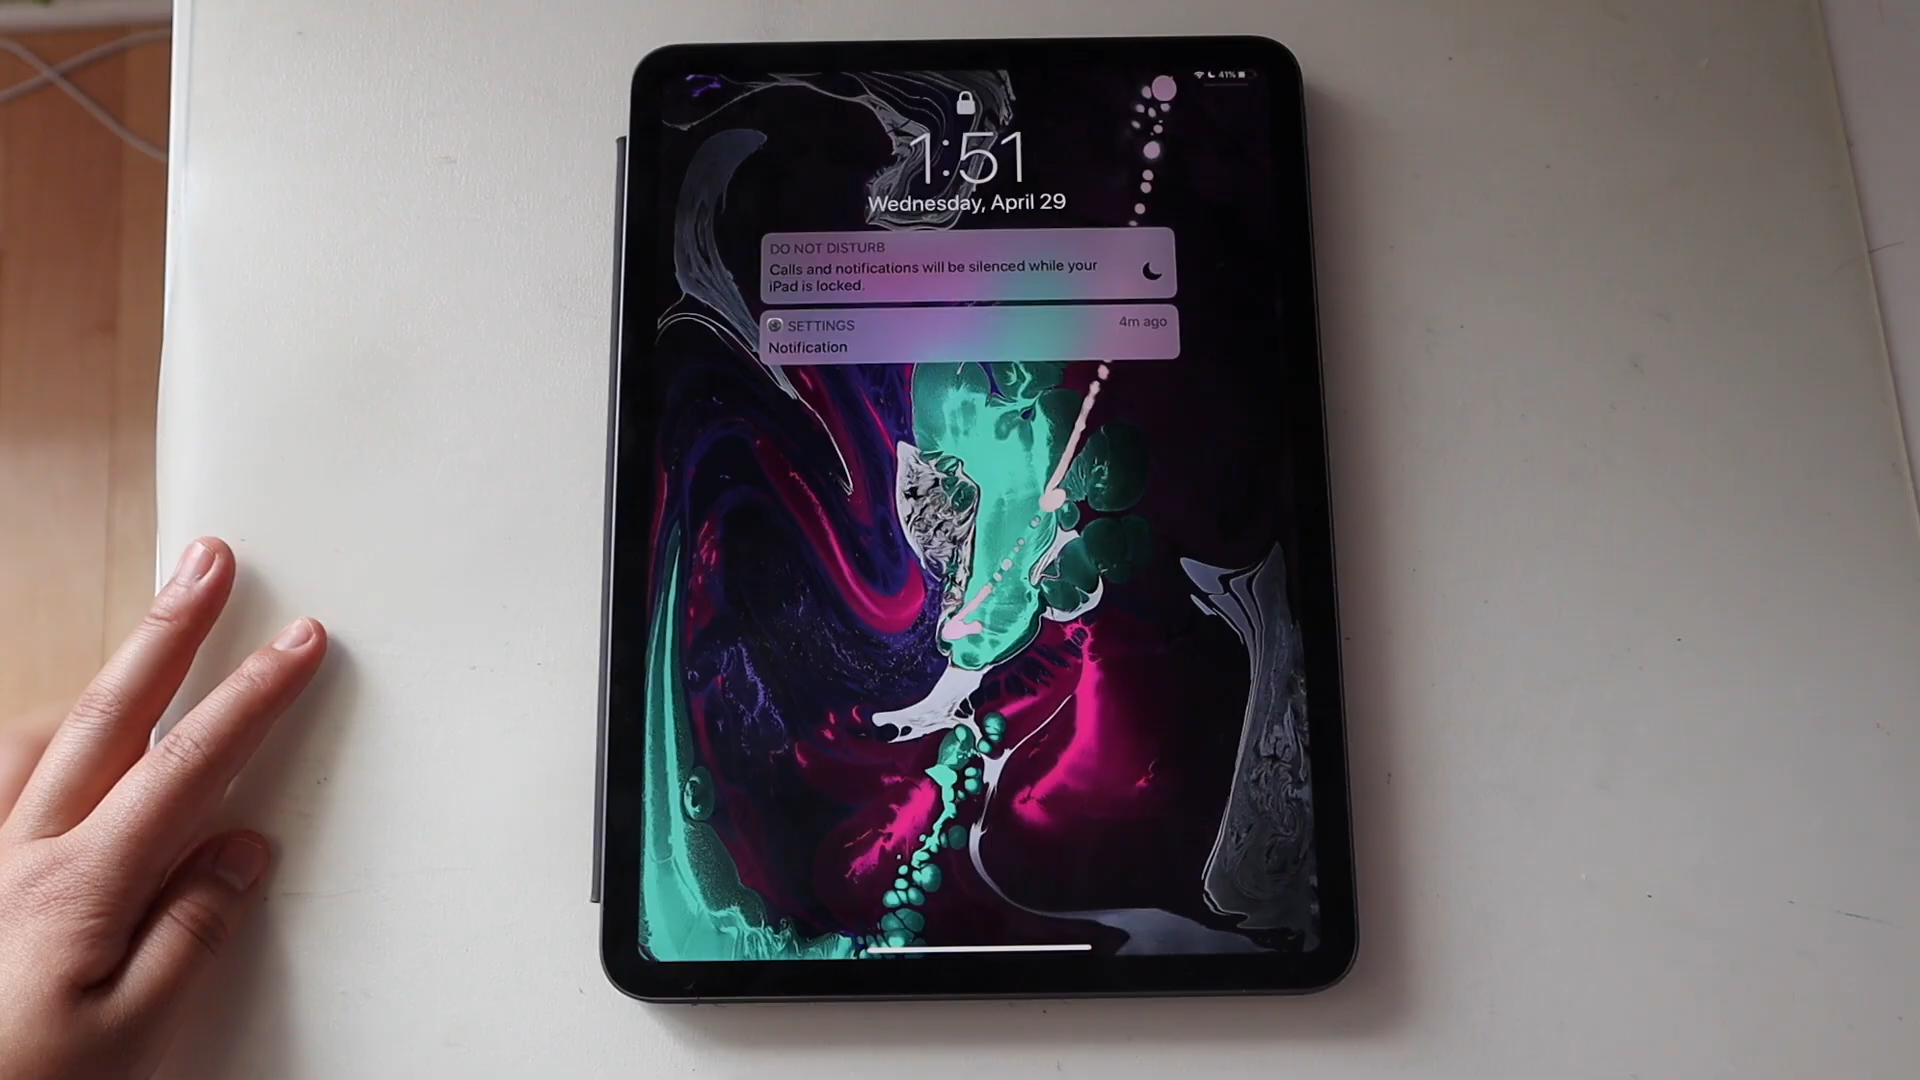 41%
1:51
Wednesday, April 29
DO NOT DISTURB
Calls and notifications will be silenced while your
iPad is locked.
SETTINGS 4m ago
Notification